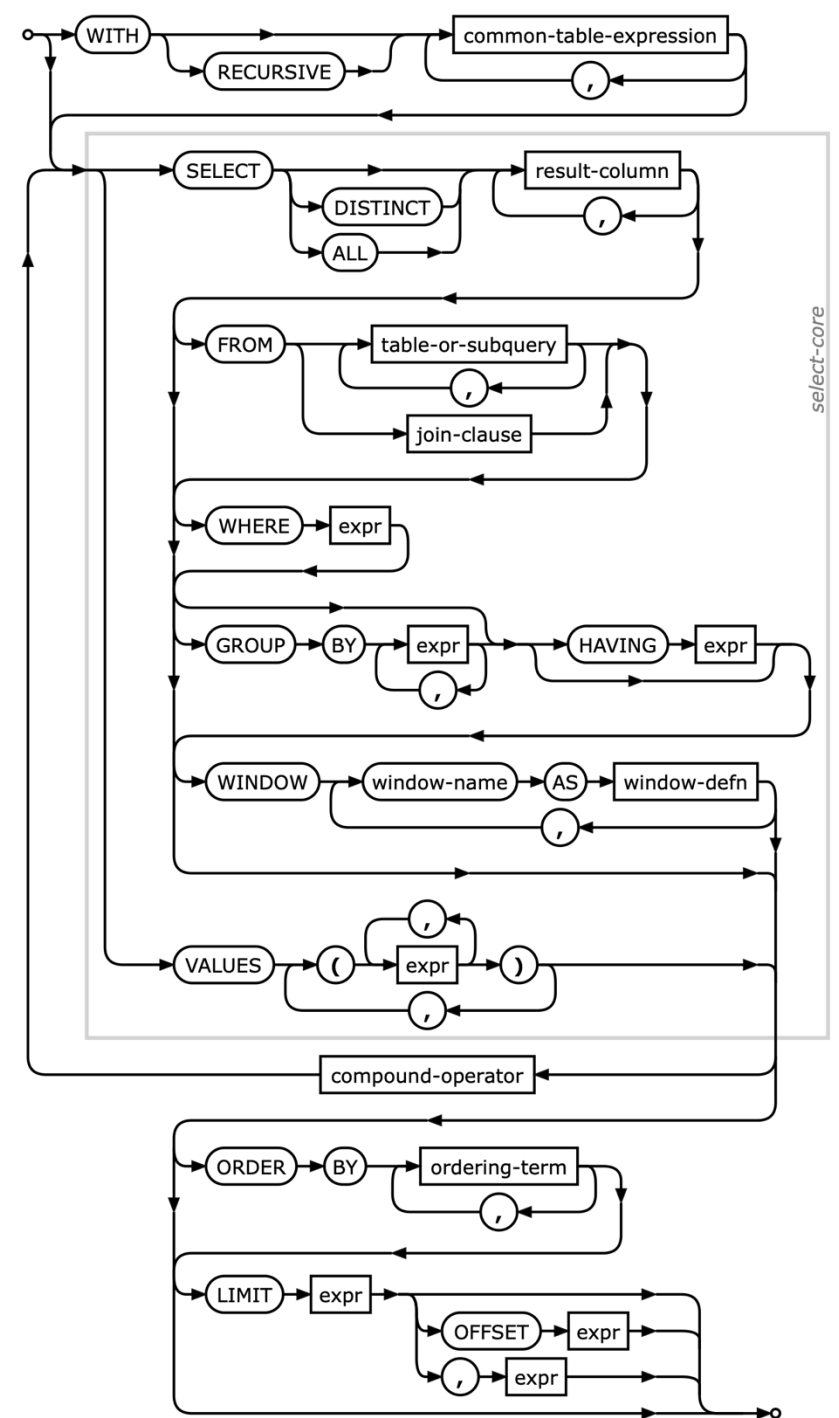 WITH common-table-expression
RECURSIVE ,
SELECT result-column
DISTINCT ,
ALL
select-core
FROM table-or-subquery
,
join-clause
WHERE expr
GROUP BY expr HAVING expr
,
WINDOW window-name AS window-defn
,
,
VALUES ( expr )
,
compound-operator
ORDER BY ordering-term
,
LIMIT expr
OFFSET expr
, expr